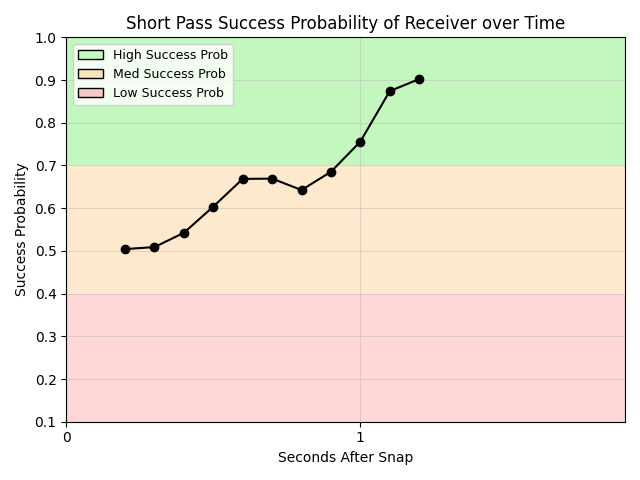 Short Pass Success Probability of Receiver over Time
High Success Prob
Med Success Prob
Low Success Prob
Success Probability
1.0
0.9
0.8
0.7
0.6
0.5
0.4
0.3
0.2
0.1
0
1
Seconds After Snap